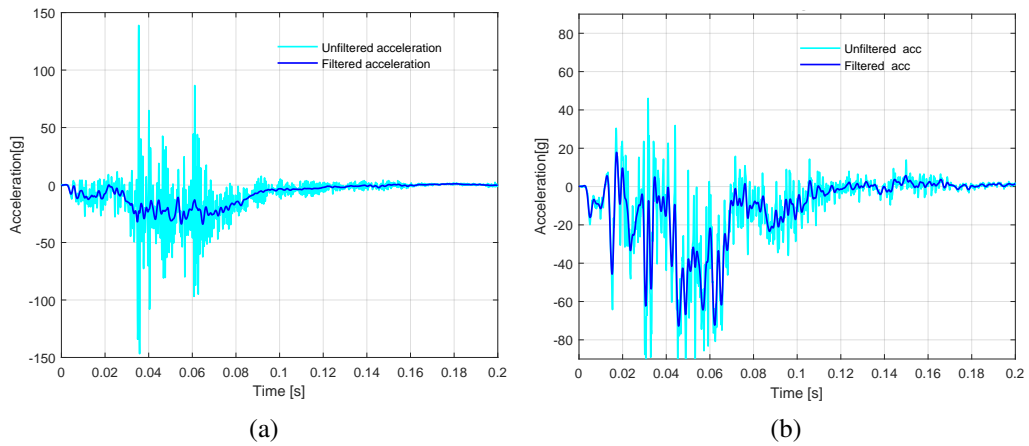 150
100
50
0
-50
-100
-150
Acceleration[g]
Unfiltered acceleration
Filtered acceleration
0 0.02 0.04 0.06 0.08 0.10 0.12 0.14 0.16 0.18 0.2
Time [s]
(a)
80
60
40
20
0
-20
-40
-60
-80
Acceleration[g]
Unfiltered acc
Filtered acc
0 0.02 0.04 0.06 0.08 0.10 0.12 0.14 0.16 0.18 0.2
Time [s]
(b)